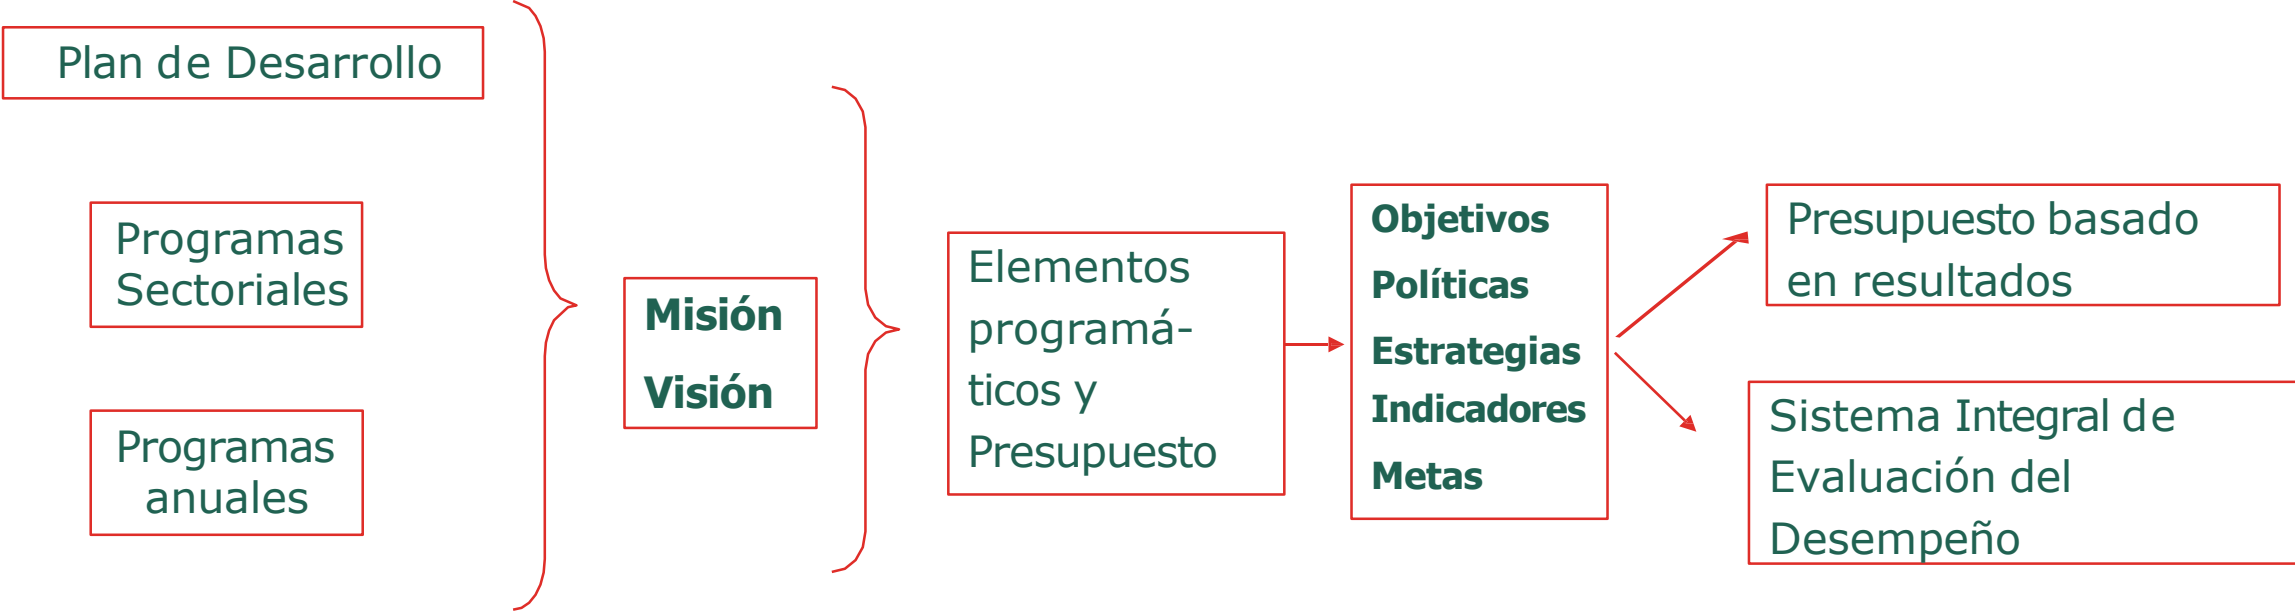 Plan de Desarrollo
Programas
Sectoriales
Programas
anuales
Misión
Visión
Elementos
programá-
ticos y
Presupuesto
Objetivos
Políticas
Estrategias
Indicadores
Metas
Presupuesto basado
en resultados
Sistema Integral de
Evaluación del
Desempeño